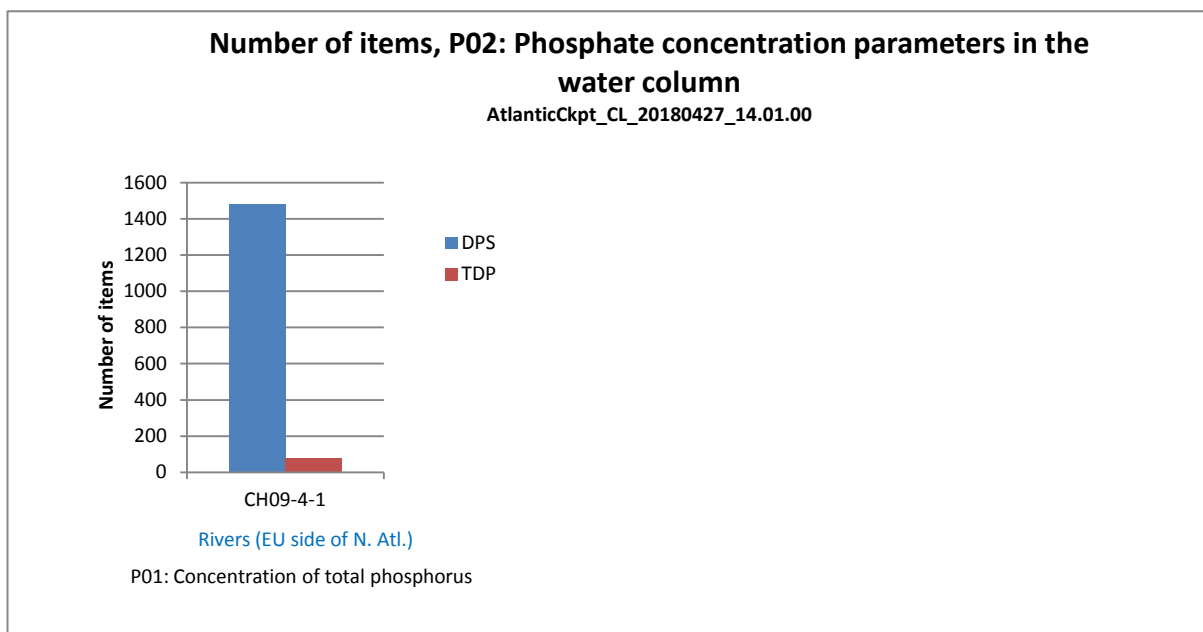 Number of items, P02: Phosphate concentration parameters in the
water column
AtlanticCkpt_CL_20180427_14.01.00
1600
1400
1200
1000
800
600
400
200
0
Number of items
DPS
TDP
CH09-4-1
Rivers (EU side of N. Atl.)
P01: Concentration of total phosphorus